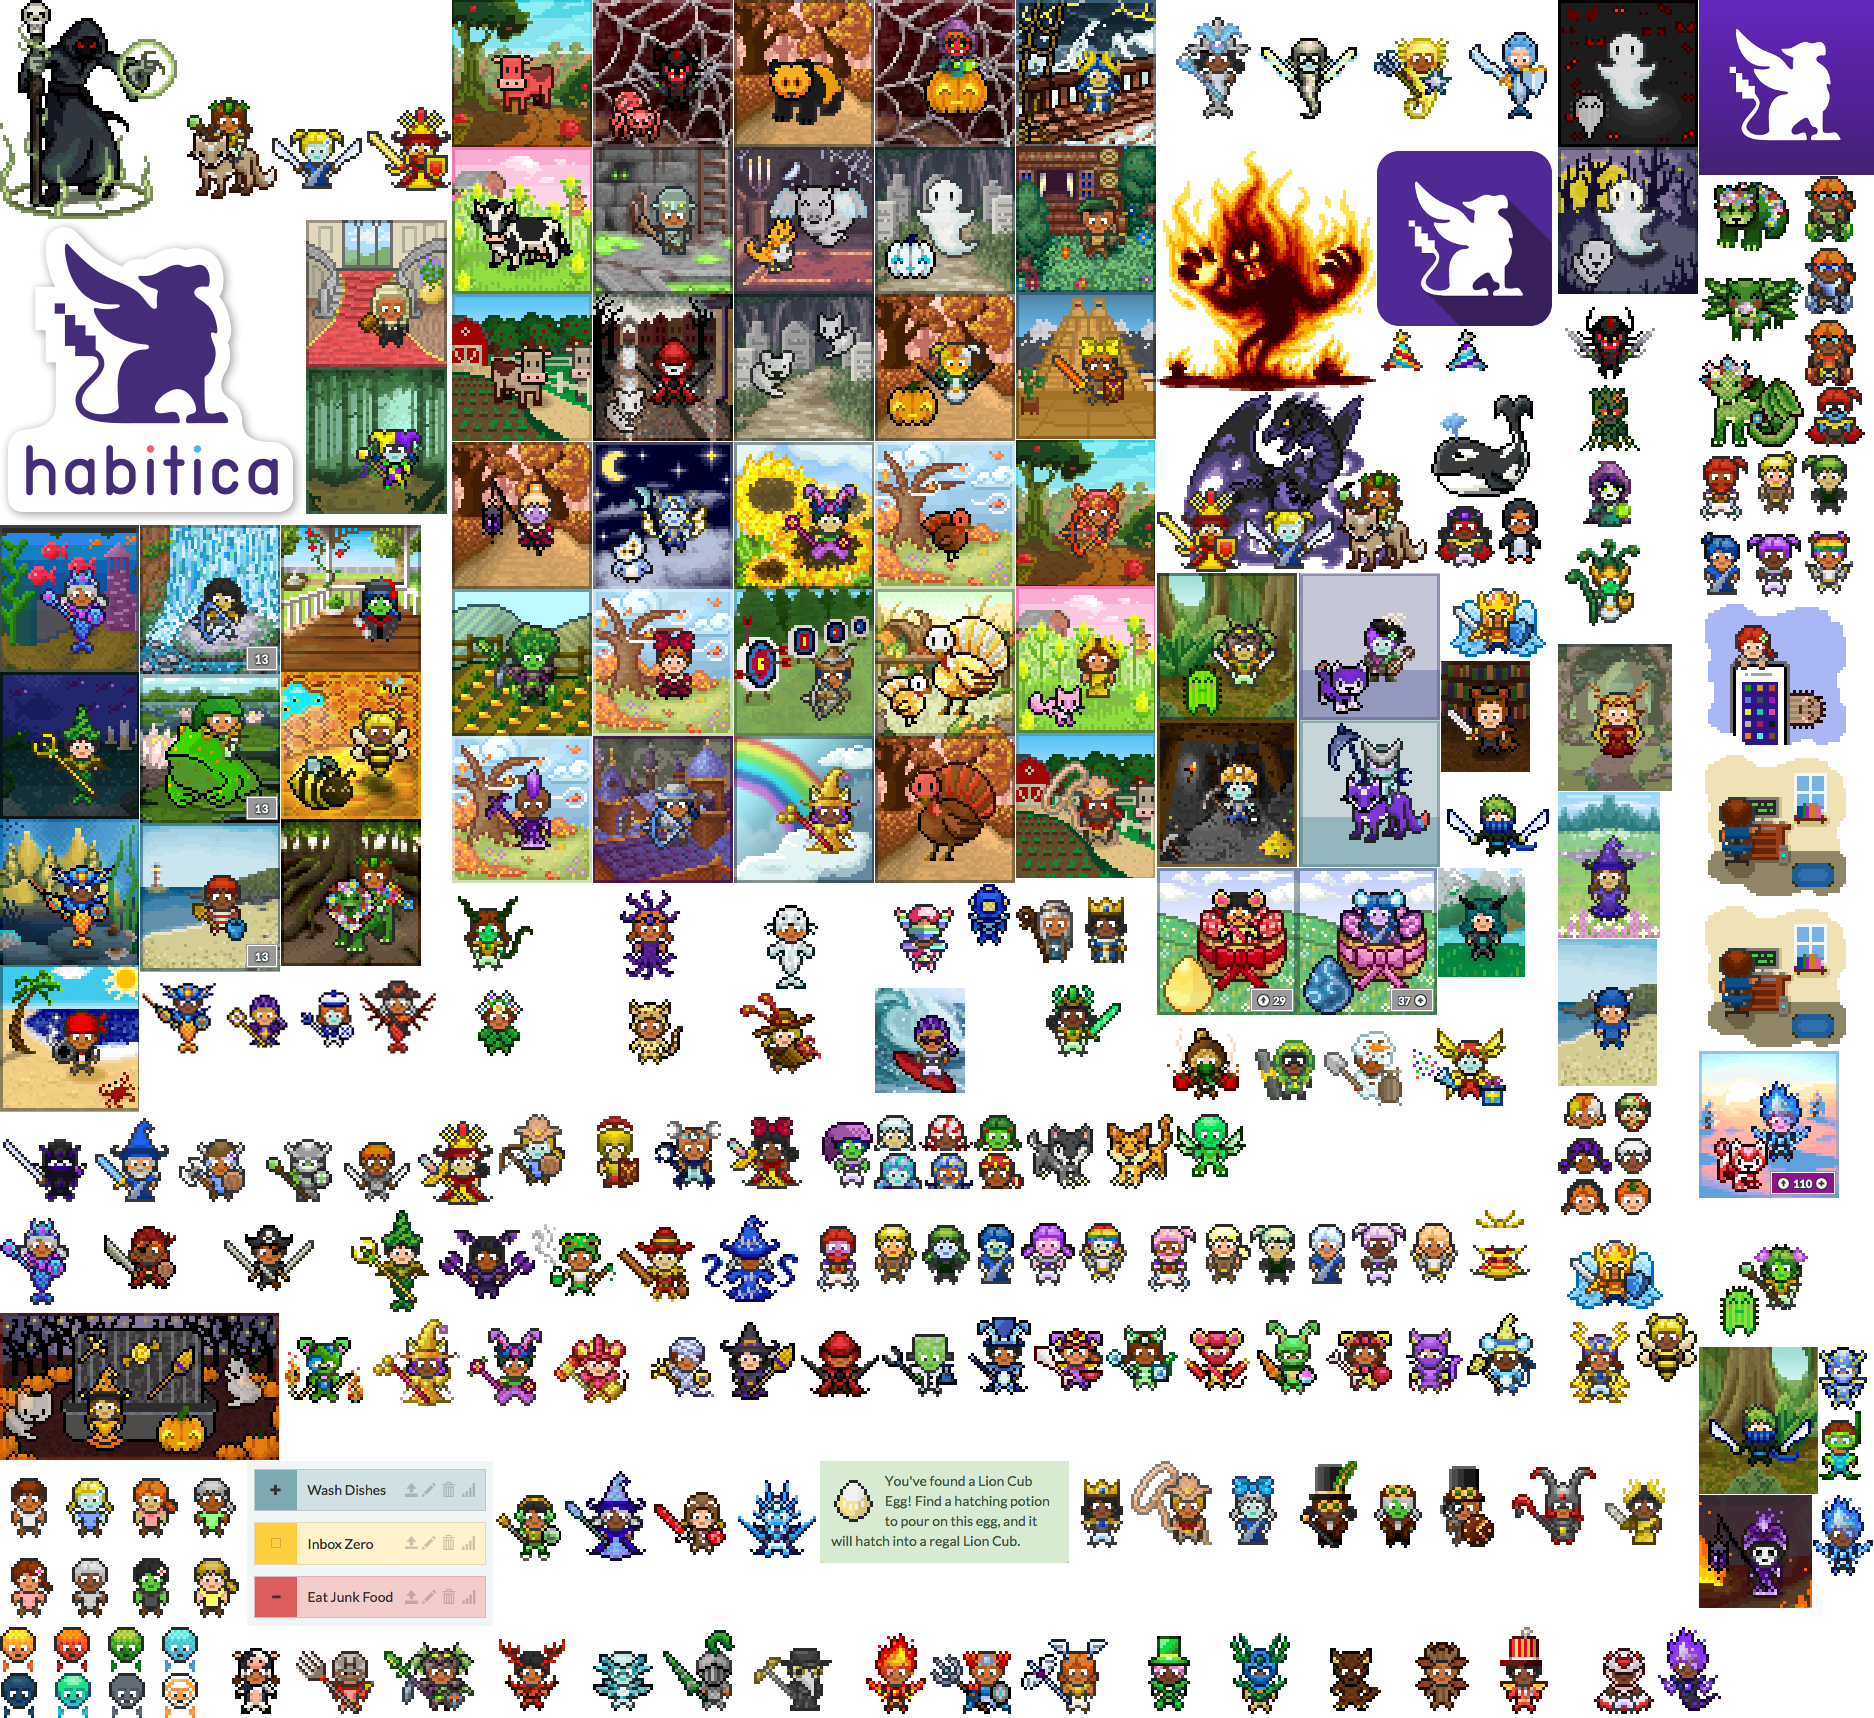 habitica
13
13
13
29
37
110
Wash Dishes
Inbox Zero
Eat Junk Food
You've found a Lion Cub
Egg! Find a hatching potion
to pour on this egg, and it
will hatch into a regal Lion Cub.